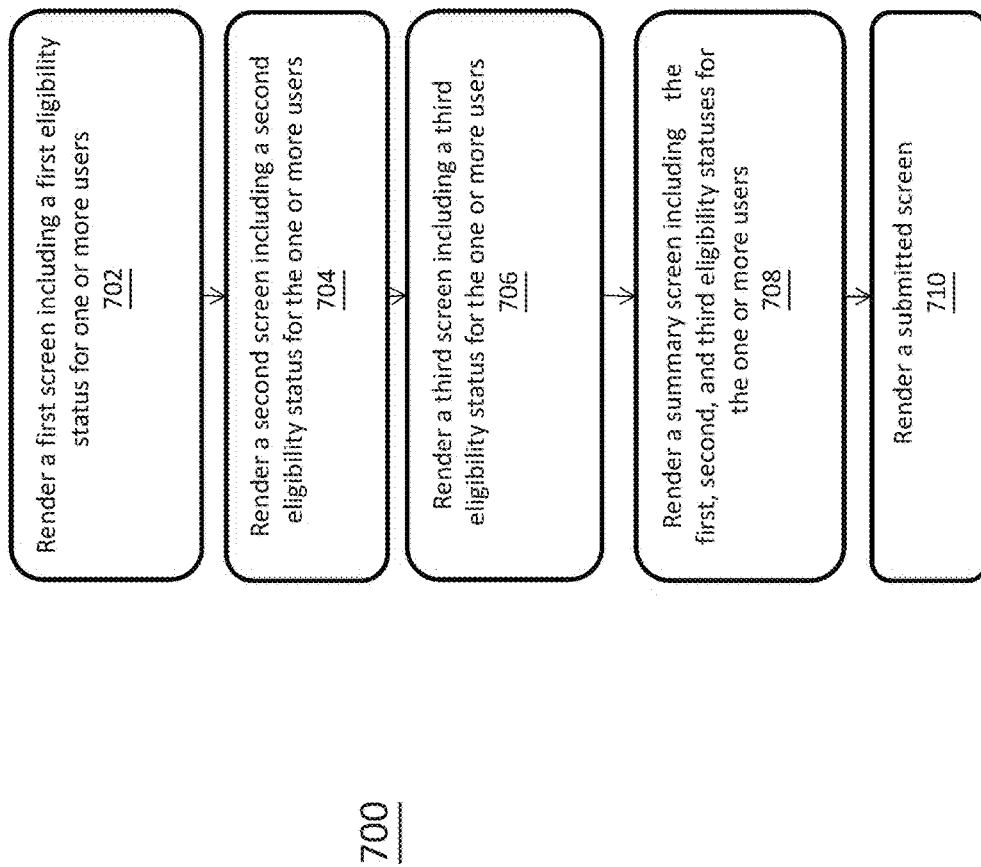 Render a first screen including a first eligibility
status for one or more users
702
Render a second screen including a second
eligibility status for the one or more users
704
Render a third screen including a third
eligibility status for the one or more users
706
Render a summary screen including the
first, second, and third eligibility statuses for
the one or more users
708
Render a submitted screen
710
700